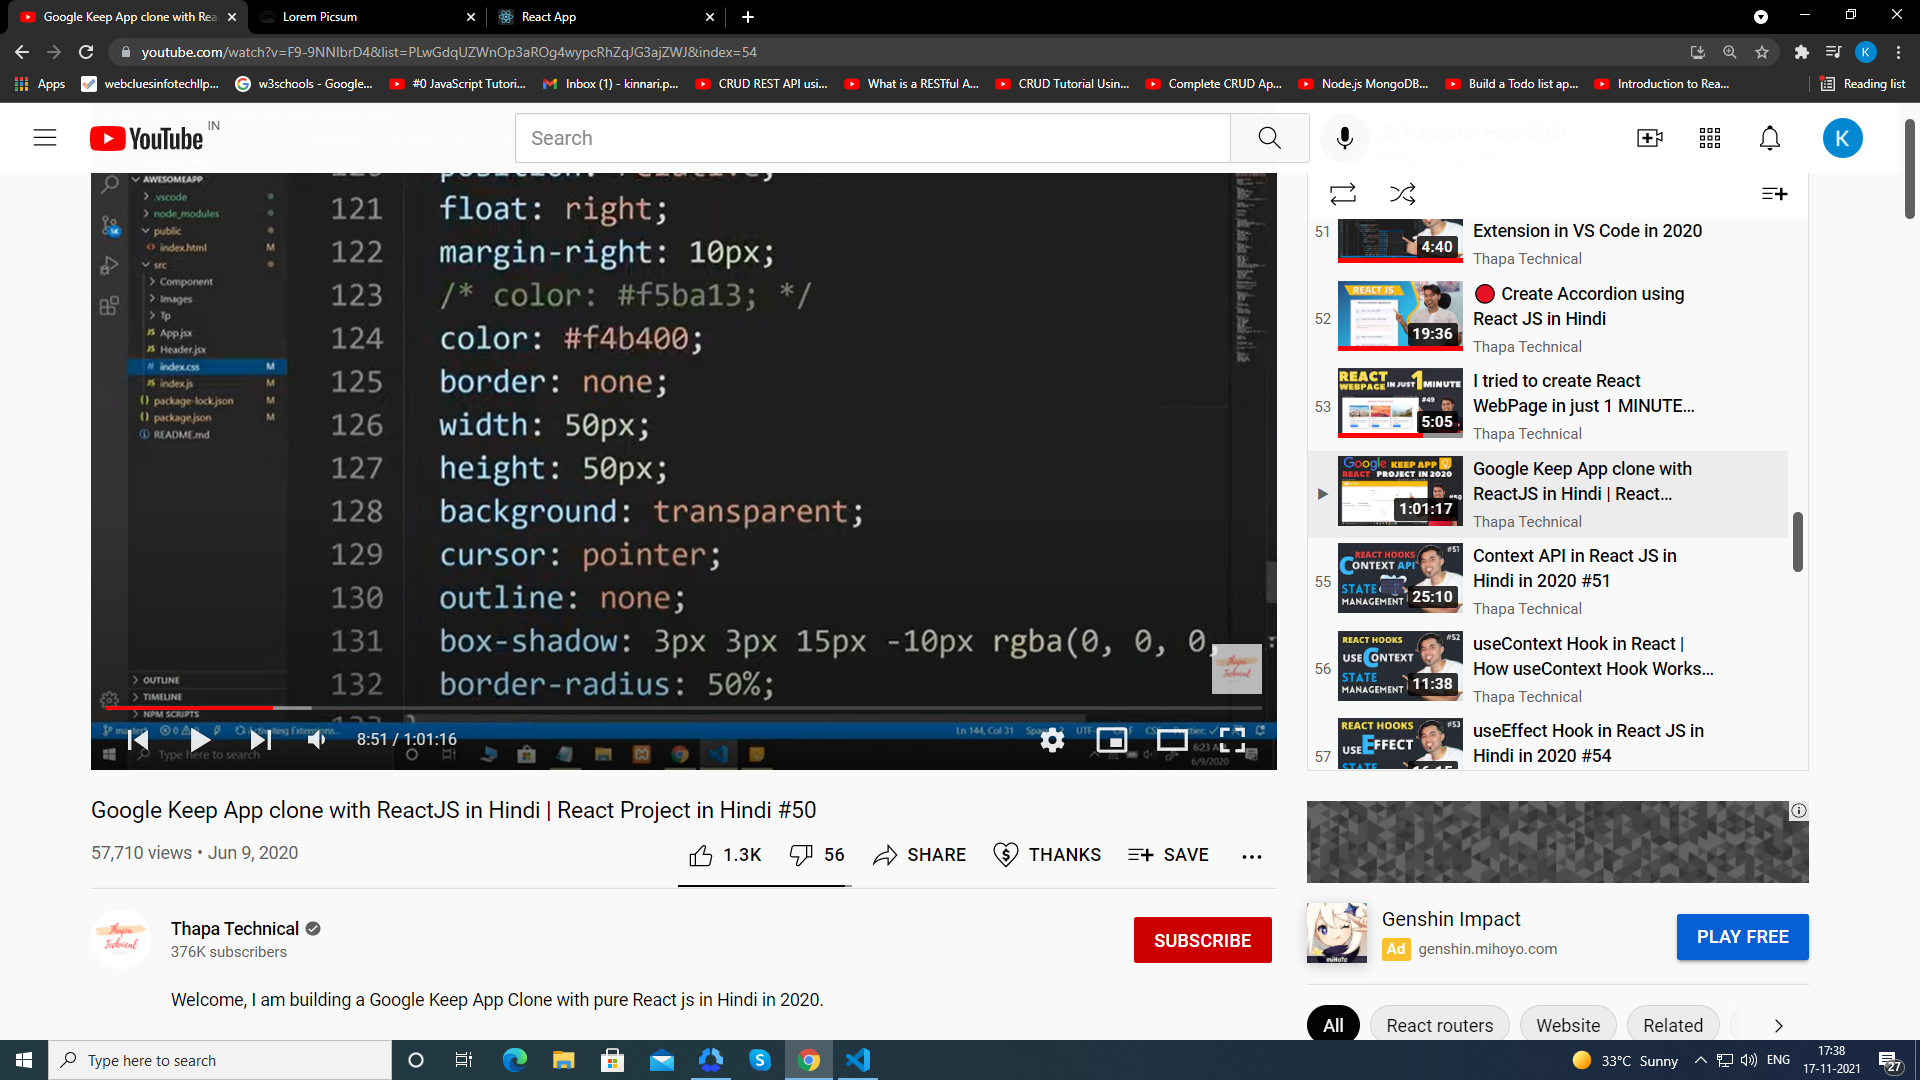 Google Keep App clone with Rea
Lorem Picsum
React App
youtube.com/watch?v=F9-9NNIbrD4&list=PLwGdqUZWnOp3aROg4wypcRhZqJG3ajZWJ&index=54
K
Apps
webcluesinfotechllp...
w3schools - Google...
#0 JavaScript Tutori...
Inbox (1) - kinnari.p...
CRUD REST API usi...
What is a RESTful A...
CRUD Tutorial Usin...
Complete CRUD Ap...
Node.js MongoDB...
Build a Todo list ap...
Introduction to Rea...
Reading list
YouTube IN
Search
K
AWESOMEAPP
.vscode
node_modules
public
index.html M
src
Component
Images
Tp
App.jsx
Header.jsx
index.css M
index.js M
package-lock.json M
package.json M
README.md
OUTLINE
TIMELINE
NPM SCRIPTS
121 float: right;
122 margin-right: 10px;
123 /* color: #f5ba13; */
124 color: #f4b400;
125 border: none;
126 width: 50px;
127 height: 50px;
128 background: transparent;
129 cursor: pointer;
130 outline: none;
131 box-shadow: 3px 3px 15px -10px rgba(0, 0, 0,
132 border-radius: 50%;
Thapa
Technical
Ln 144, Col 31
8:51 / 1:01:16
Type here to search
6:23 AM
6/9/2020
51
4:40
Extension in VS Code in 2020
Thapa Technical
52
REACT JS
19:36
Create Accordion using
React JS in Hindi
Thapa Technical
53
REACT
WEBPAGE IN JUST 1 MINUTE
#49
5:05
I tried to create React
WebPage in just 1 MINUTE...
Thapa Technical
Google KEEP APP
REACT PROJECT IN 2020
#50
1:01:17
Google Keep App clone with
ReactJS in Hindi | React...
Thapa Technical
55
REACT HOOKS #51
CONTEXT API
STATE
MANAGEMENT
25:10
Context API in React JS in
Hindi in 2020 #51
Thapa Technical
56
REACT HOOKS #52
USECONTEXT
STATE
MANAGEMENT
11:38
useContext Hook in React |
How useContext Hook Works...
Thapa Technical
57
REACT HOOKS #53
USEEFFECT
STATE
useEffect Hook in React JS in
Hindi in 2020 #54
Google Keep App clone with ReactJS in Hindi | React Project in Hindi #50
57,710 views • Jun 9, 2020
1.3K
56
SHARE
THANKS
SAVE
Thapa
Technical
Thapa Technical
376K subscribers
SUBSCRIBE
Welcome, I am building a Google Keep App Clone with pure React js in Hindi in 2020.
miHoYo
Genshin Impact
Ad genshin.mihoyo.com
PLAY FREE
All
React routers
Website
Related
Type here to search
33°C Sunny
ENG
17:38
17-11-2021
27